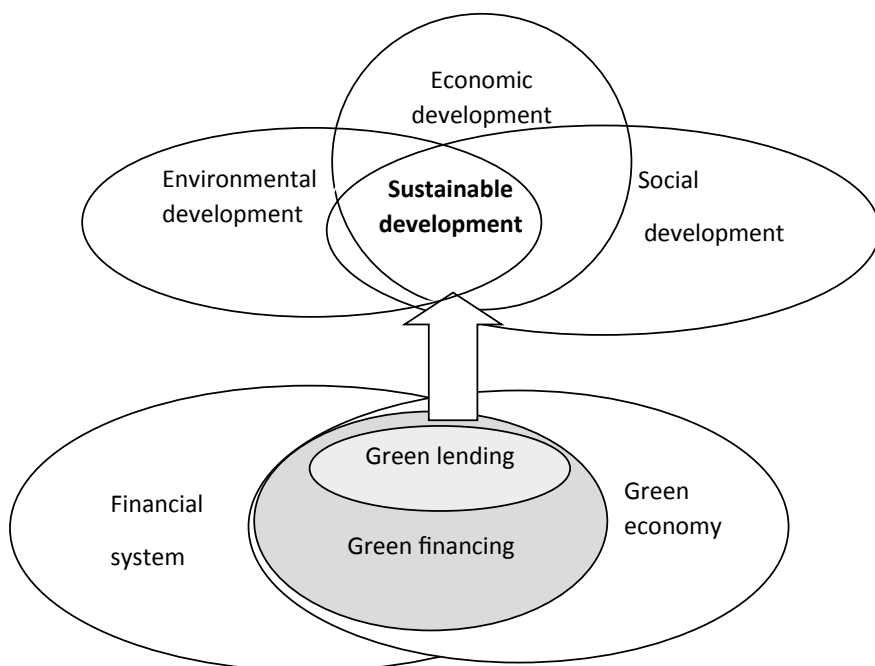 Economic
development
Environmental
development
Sustainable
development
Social
development
Green lending
Financial
system
Green financing
Green
economy